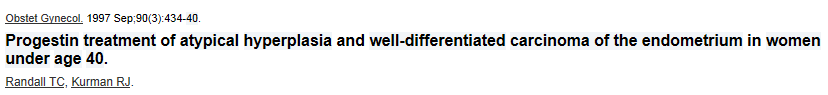 Obstet Gynecol. 1997 Sep;90(3):434-40.
Progestin treatment of atypical hyperplasia and well-differentiated carcinoma of the endometrium in women
under age 40.
Randall TC, Kurman RJ.